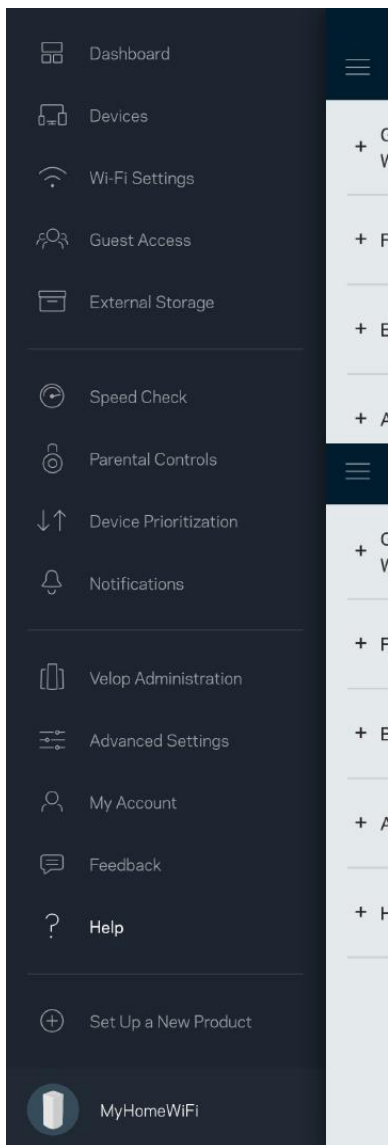 Dashboard
Devices
Wi-Fi Settings
Guest Access
External Storage
Speed Check
Parental Controls
Device Prioritization
Notifications
Velop Administration
Advanced Settings
My Account
Feedback
Help
Set Up a New Product
MyHomeWiFi